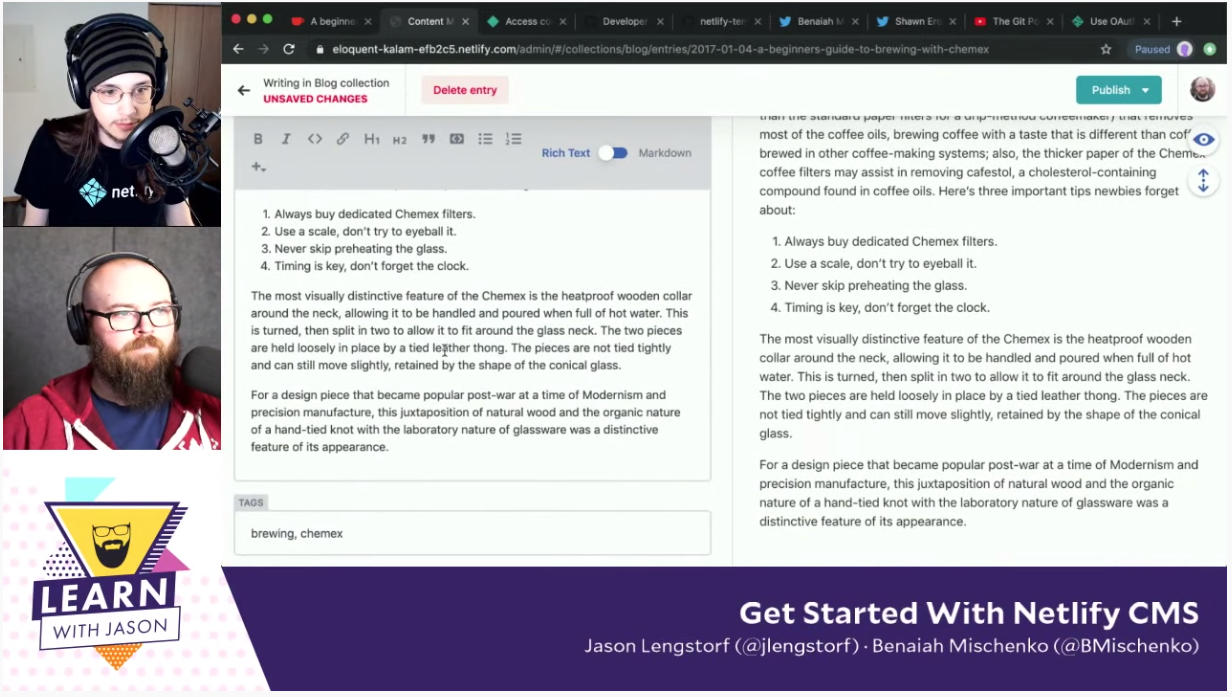 A beginne
Content M
Access co
Developer
netlify-ter
Benaiah M
Shawn Er
The Git Po
Use OAut
eloquent-kalam-efb2c5.netlify.com/admin/#/collections/blog/entries/2017-01-04-a-beginners-guide-to-brewing-with-chemex
Paused
Writing in Blog collection
UNSAVED CHANGES
Delete entry
Publish
B I <> H1 H2
Rich Text
Markdown
1. Always buy dedicated Chemex filters.
2. Use a scale, don't try to eyeball it.
3. Never skip preheating the glass.
4. Timing is key, don't forget the clock.
The most visually distinctive feature of the Chemex is the heatproof wooden collar
around the neck, allowing it to be handled and poured when full of hot water. This
is turned, then split in two to allow it to fit around the glass neck. The two pieces
are held loosely in place by a tied leather thong. The pieces are not tied tightly
and can still move slightly, retained by the shape of the conical glass.
For a design piece that became popular post-war at a time of Modernism and
precision manufacture, this juxtaposition of natural wood and the organic nature
of a hand-tied knot with the laboratory nature of glassware was a distinctive
feature of its appearance.
TAGS
brewing, chemex
than the standard paper filters for a drip-method coffeemaker) that removes
most of the coffee oils, brewing coffee with a taste that is different than coff
brewed in other coffee-making systems; also, the thicker paper of the Chemex
coffee filters may assist in removing cafestol, a cholesterol-containing
compound found in coffee oils. Here's three important tips newbies forget
about:
1. Always buy dedicated Chemex filters.
2. Use a scale, don't try to eyeball it.
3. Never skip preheating the glass.
4. Timing is key, don't forget the clock.
The most visually distinctive feature of the Chemex is the heatproof wooden
collar around the neck, allowing it to be handled and poured when full of hot
water. This is turned, then split in two to allow it to fit around the glass neck.
The two pieces are held loosely in place by a tied leather thong. The pieces are
not tied tightly and can still move slightly, retained by the shape of the conical
glass.
For a design piece that became popular post-war at a time of Modernism and
precision manufacture, this juxtaposition of natural wood and the organic
nature of a hand-tied knot with the laboratory nature of glassware was a
distinctive feature of its appearance.
netlify
LEARN
WITH JASON
Get Started With Netlify CMS
Jason Lengstorf (@jlengstorf) · Benaiah Mischenko (@BMischenko)